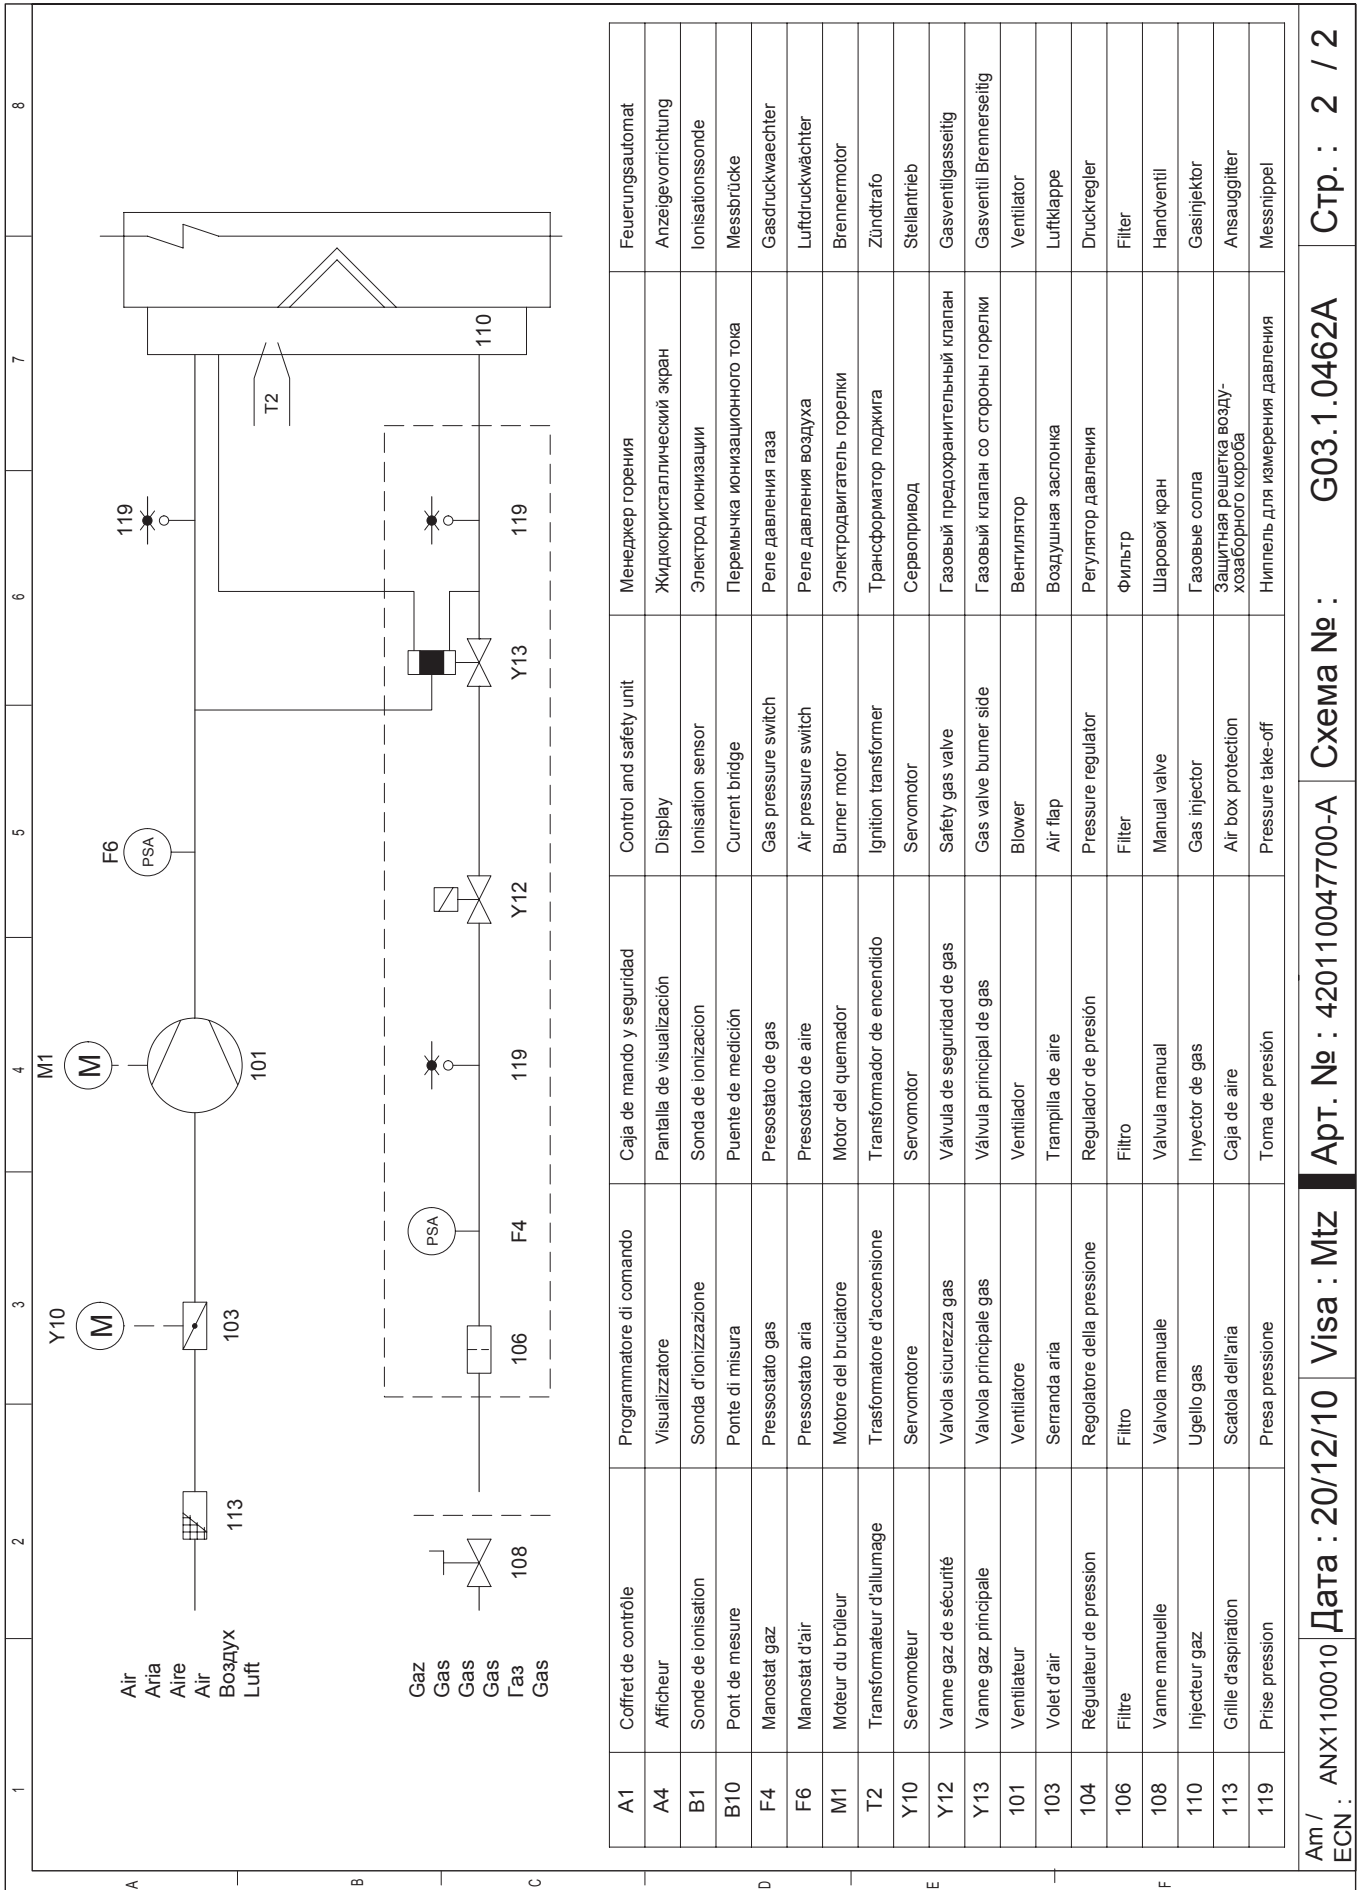 1 2 3 4 5 6 7 8
A
B
C
D
E
F
Air
Aria
Aire
Air
Воздух
Luft
113
Y10
M
103
M1
M
101
F6
PSA
119
T2
110
Gaz
Gas
Gas
Gas
Газ
Gas
108
106
PSA
F4
119
Y12
Y13
119
A1 Coffret de contrôle Programmatore di comando Caja de mando y seguridad Control and safety unit Менеджер горения Feuerungsautomat
A4 Afficheur Visualizzatore Pantalla de visualización Display Жидкокристаллический экран Anzeigevorrichtung
B1 Sonde de ionisation Sonda d'ionizzazione Sonda de ionizacion Ionisation sensor Электрод ионизации Ionisationssonde
B10 Pont de mesure Ponte di misura Puente de medición Current bridge Перемычка ионизационного тока Messbrücke
F4 Manostat gaz Pressostato gas Presostato de gas Gas pressure switch Реле давления газа Gasdruckwaechter
F6 Manostat d'air Pressostato aria Presostato de aire Air pressure switch Реле давления воздуха Luftdruckwächter
M1 Moteur du brûleur Motore del bruciatore Motor del quemador Burner motor Электродвигатель горелки Brennermotor
T2 Transformateur d'allumage Trasformatore d'accensione Transformador de encendido Ignition transformer Трансформатор поджига Zündtrafo
Y10 Servomoteur Servomotore Servomotor Servomotor Сервопривод Stellantrieb
Y12 Vanne gaz de sécurité Valvola sicurezza gas Válvula de seguridad de gas Safety gas valve Газовый предохранительный клапан Gasventilgasseitig
Y13 Vanne gaz principale Valvola principale gas Válvula principal de gas Gas valve burner side Газовый клапан со стороны горелки Gasventil Brennerseitig
101 Ventilateur Ventilatore Ventilador Blower Вентилятор Ventilator
103 Volet d'air Serranda aria Trampilla de aire Air flap Воздушная заслонка Luftklappe
104 Régulateur de pression Regolatore della pressione Regulador de presión Pressure regulator Регулятор давления Druckregler
106 Filtre Filtro Filtro Filter Фильтр Filter
108 Vanne manuelle Valvola manuale Valvula manual Manual valve Шаровой кран Handventil
110 Injecteur gaz Ugello gas Inyector de gas Gas injector Газовые сопла Gasinjektor
113 Grille d'aspiration Scatola dell'aria Caja de aire Air box protection Защитная решетка возду-
хозаборного короба Ansauggitter
119 Prise pression Presa pressione Toma de presión Pressure take-off Ниппель для измерения давления Messnippel
Am /
ECN : ANX1100010 Дата : 20/12/10 Visa : Mtz Арт. № : 420110047700-A Схема № : G03.1.0462A Стр. : 2 / 2